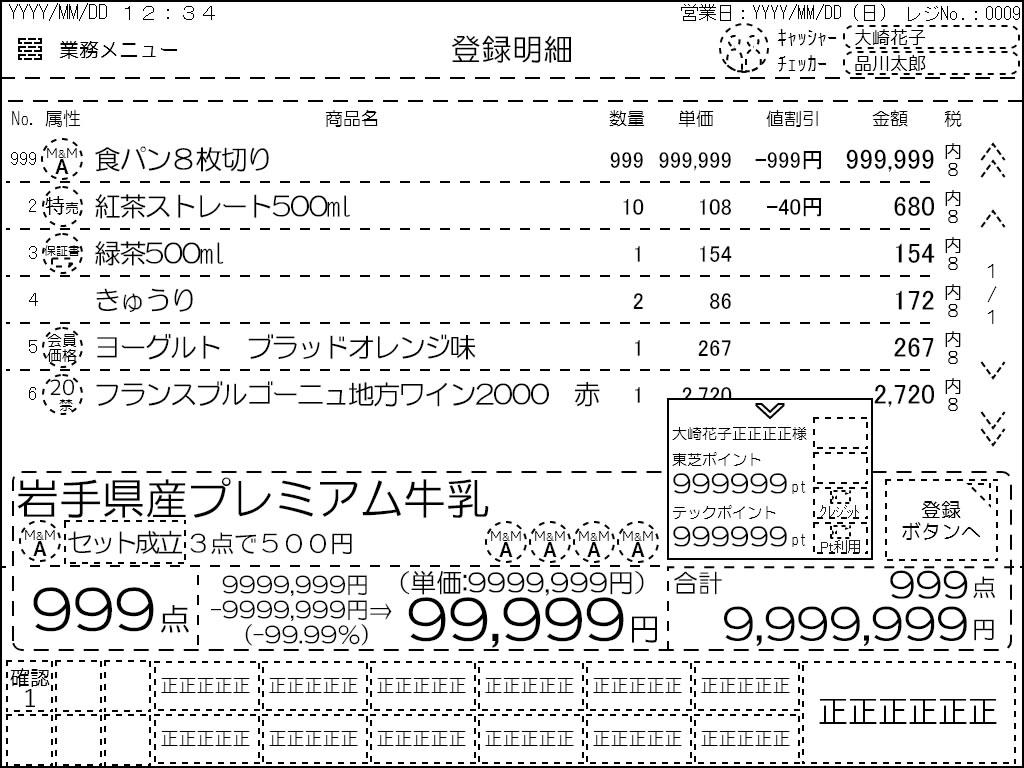 YYYY/MM/DD １２：３４
営業日：YYYY/MM/DD（日） レジNo.：0009
業務メニュー
登録明細
ｷｬｯｼｬｰ 大崎花子
ﾁｪｯｶｰ 品川太郎
No. 属性 商品名 数量 単価 値割引 金額 税
999 M&M A 食パン８枚切り 999 999,999 -999円 999,999 内8
2 特売 紅茶ストレート500ml 10 108 -40円 680 内8
3 保証書 緑茶500ml 1 154 154 内8
4 きゅうり 2 86 172 内8
5 会員価格 ヨーグルト　ブラッドオレンジ味 1 267 267 内8
6 20禁 フランスブルゴーニュ地方ワイン2000　赤 1 2,720 2,720 内8
1/1
大崎花子正正正正様
東芝ポイント
999999pt
テックポイント
999999pt
ｸﾚｼﾞｯﾄ
Pt利用
岩手県産プレミアム牛乳
M&M A セット成立 ３点で５００円
M&M A M&M A M&M A M&M A
登録
ボタンへ
999点
9999,999円
-9999,999円⇒
(-99.99%)
（単価:9999,999円）
99,999円
合計 999点
9,999,999円
確認
1
正正正正正 正正正正正 正正正正正 正正正正正 正正正正正 正正正正正
正正正正正 正正正正正 正正正正正 正正正正正 正正正正正 正正正正正
正正正正正正